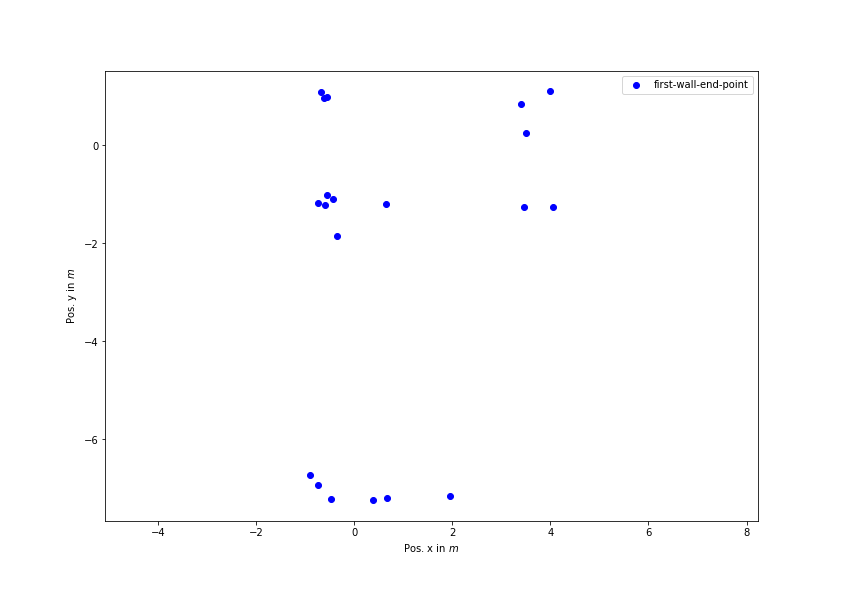 first-wall-end-point
0
−2
−4
−6
Pos. y in m
−4 −2 0 2 4 6 8
Pos. x in m